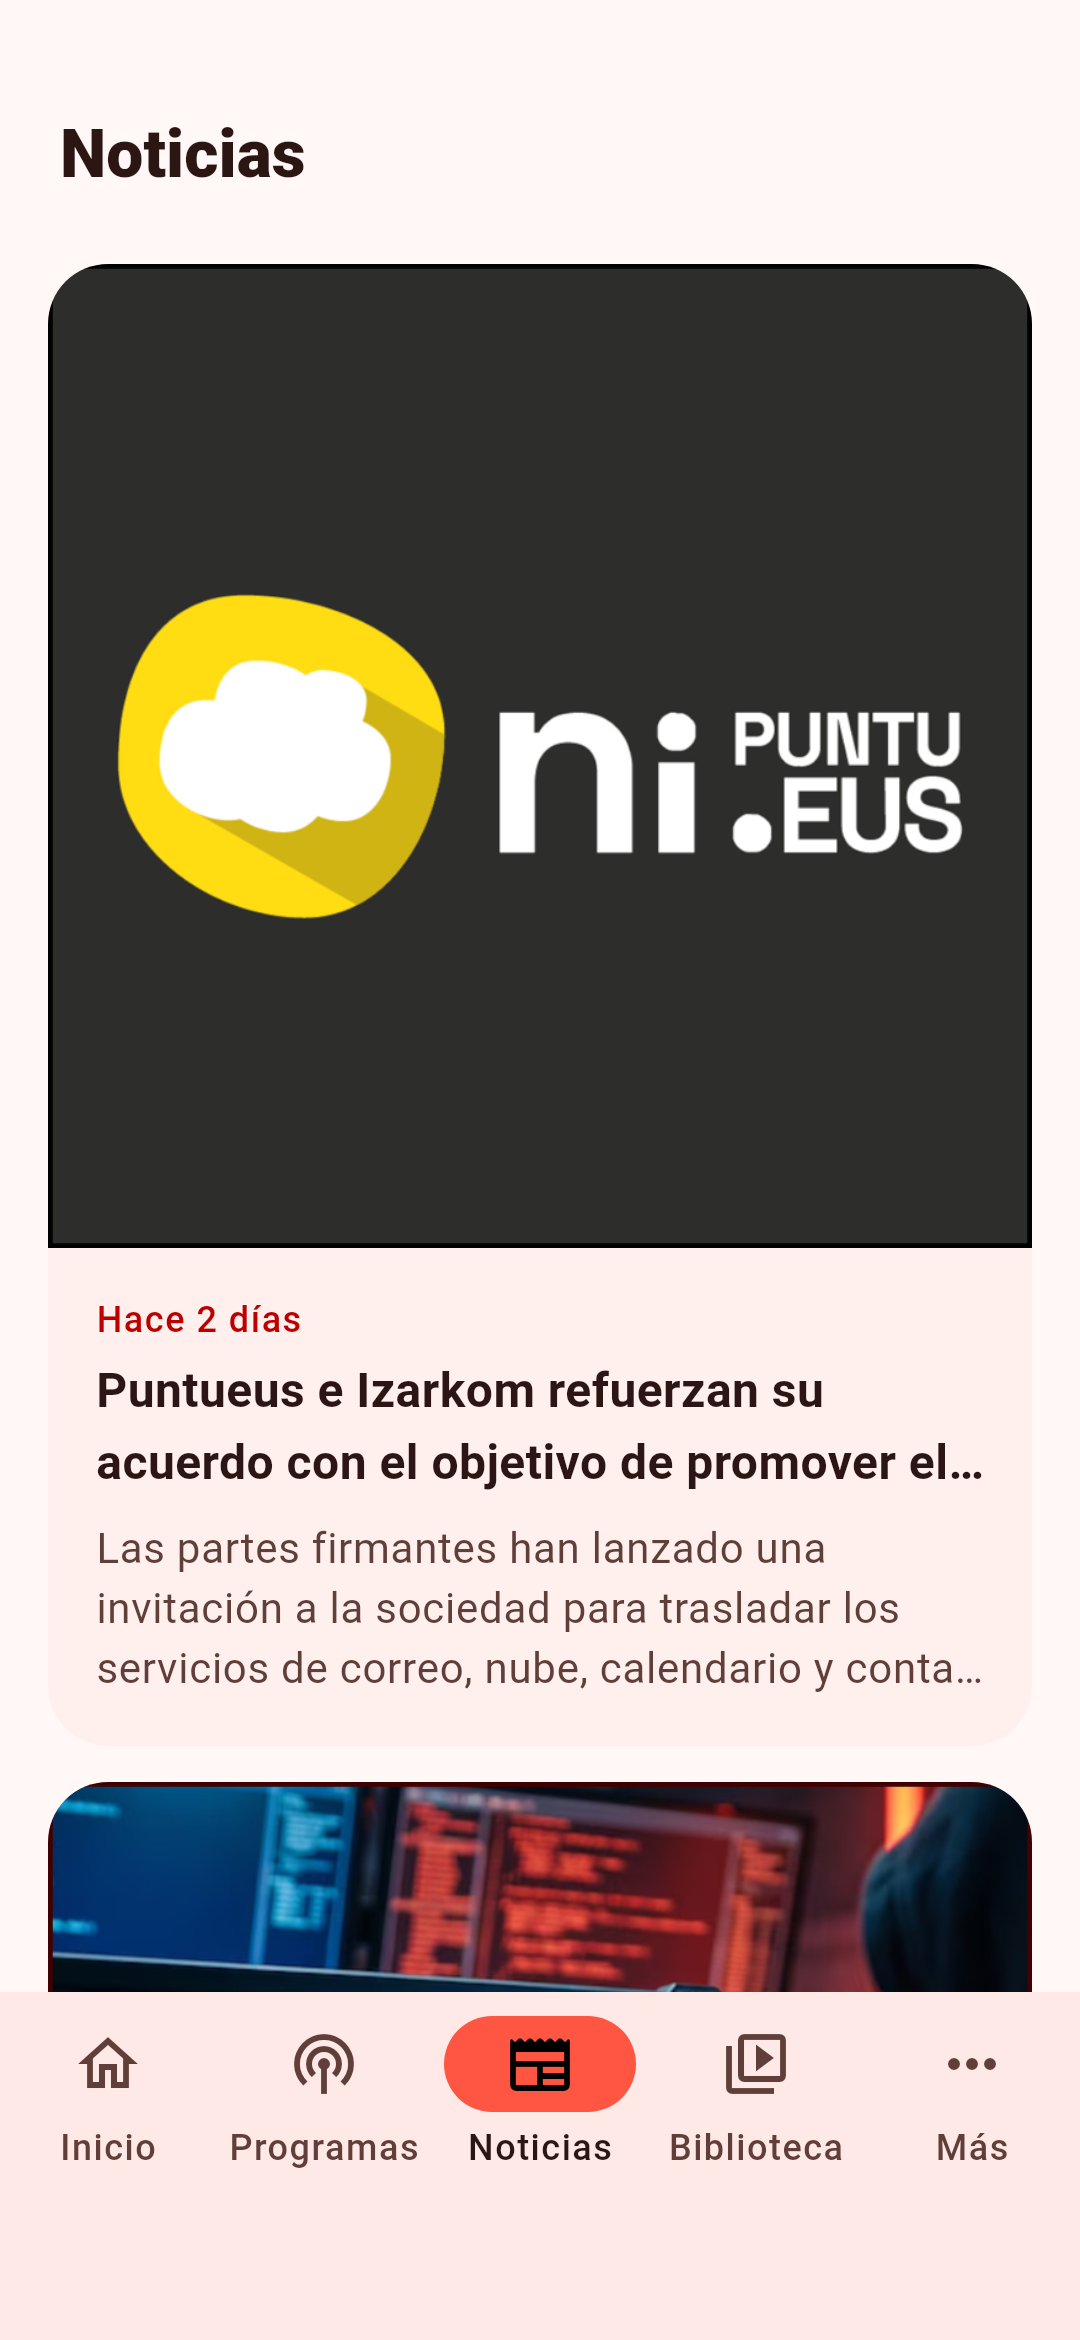 Noticias
ni PUNTU
.EUS
Hace 2 días
Puntueus e Izarkom refuerzan su
acuerdo con el objetivo de promover el…
Las partes firmantes han lanzado una
invitación a la sociedad para trasladar los
servicios de correo, nube, calendario y conta…
Inicio
Programas
Noticias
Biblioteca
Más